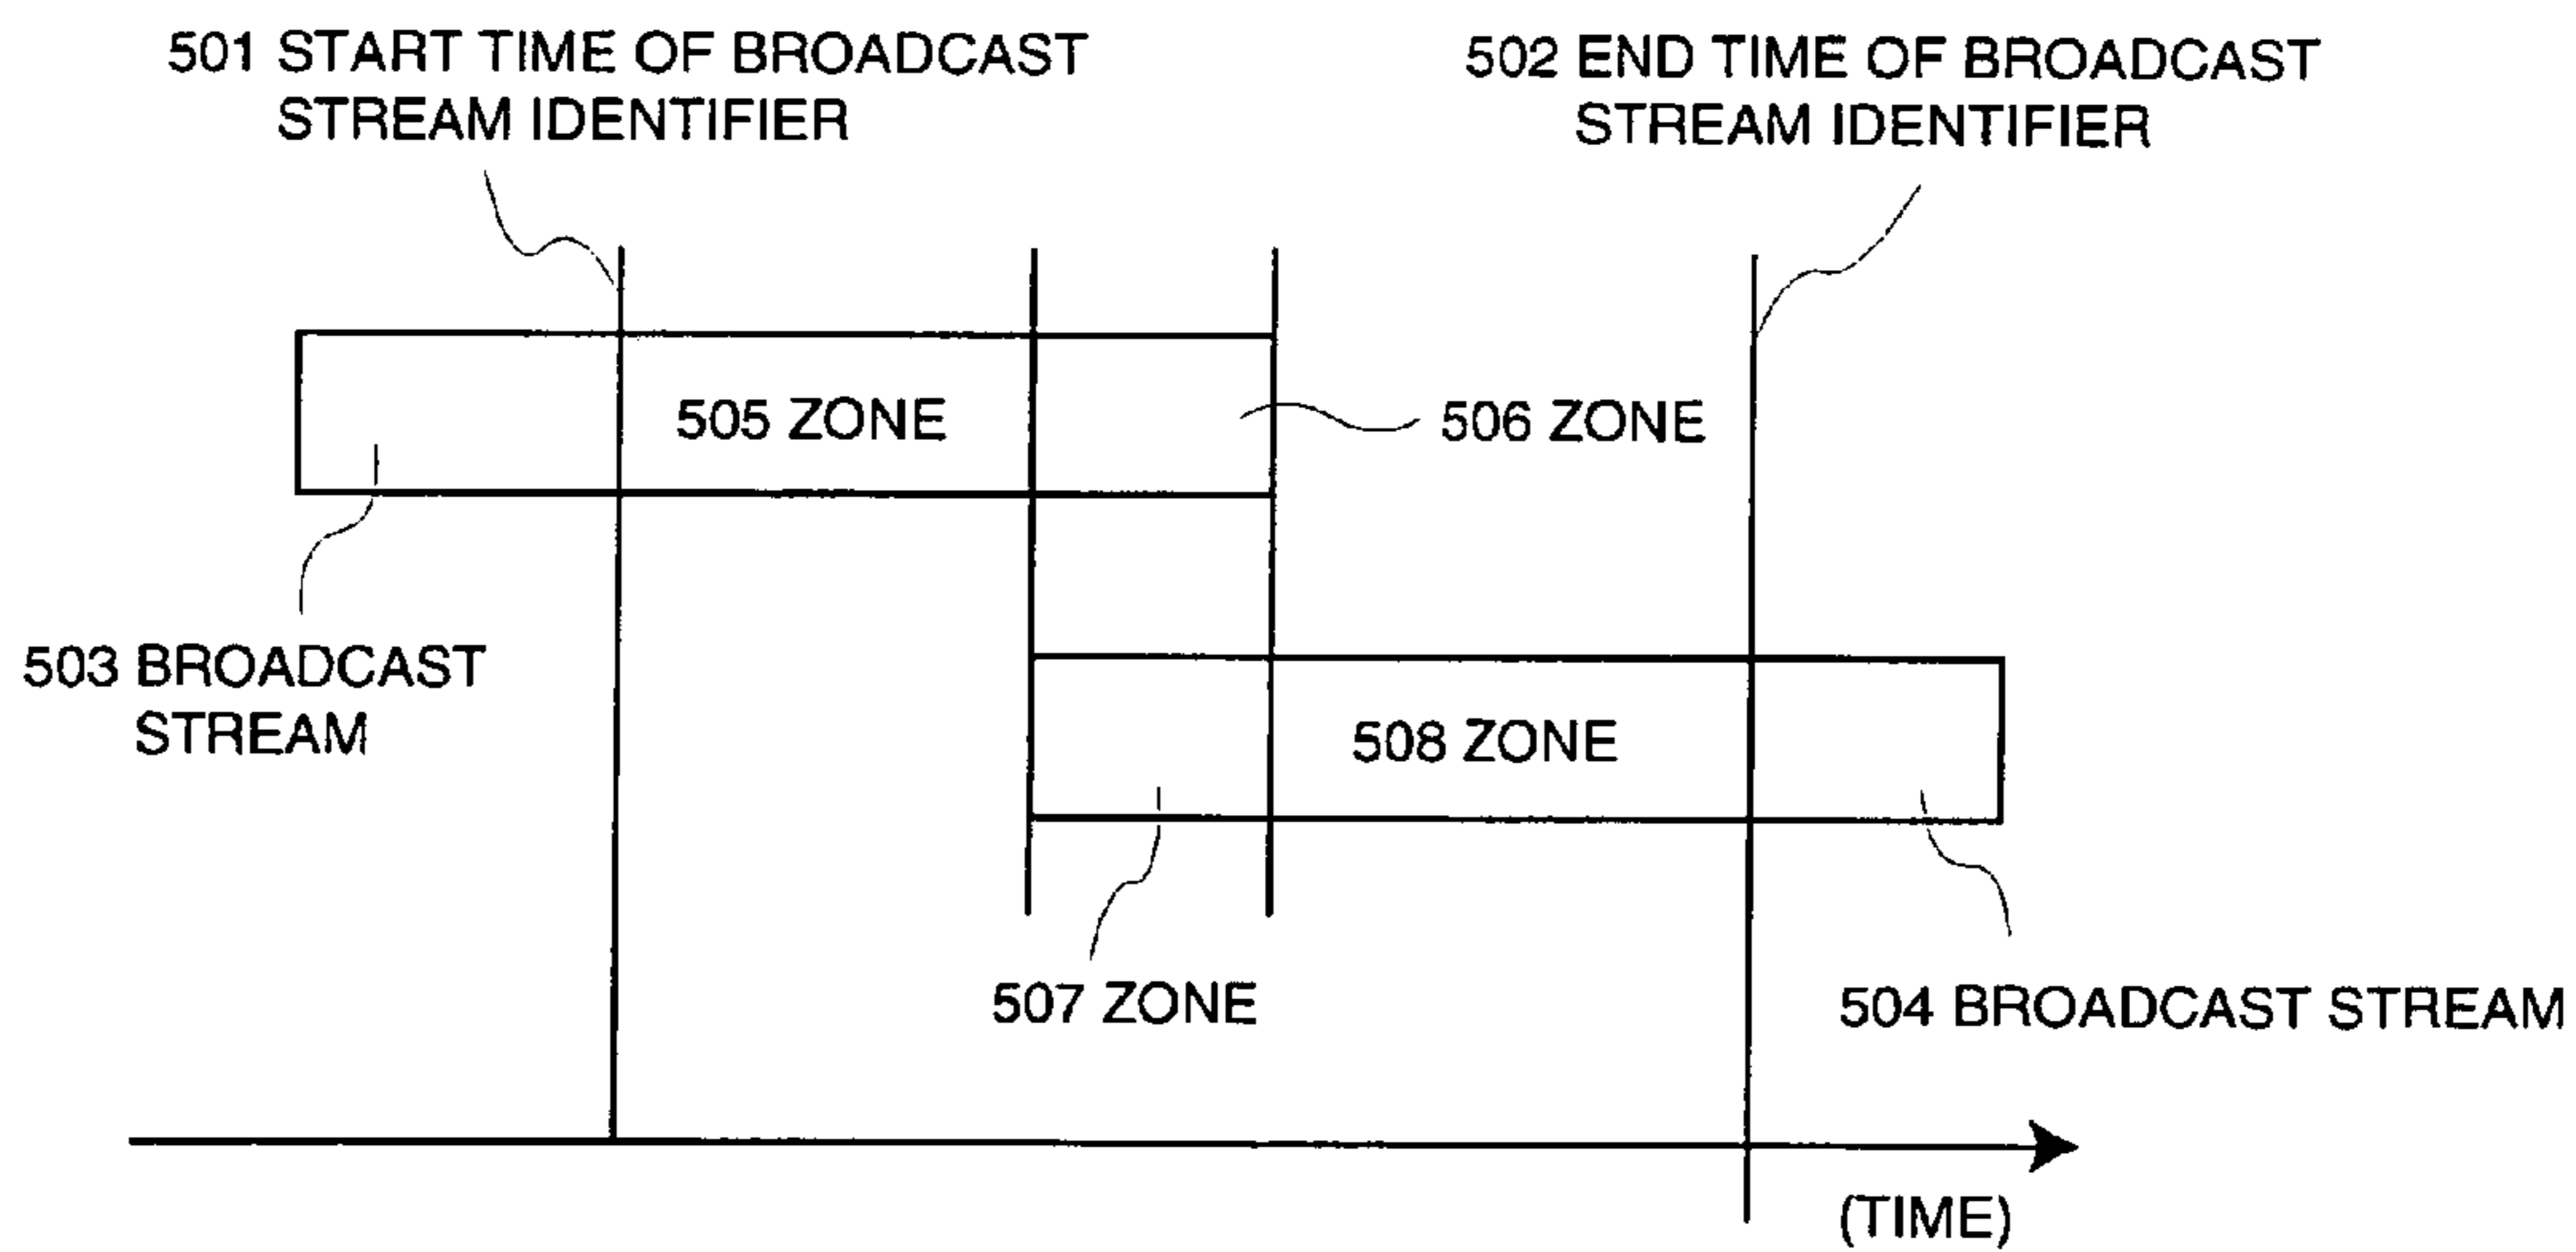 501 START TIME OF BROADCAST
STREAM IDENTIFIER
502 END TIME OF BROADCAST
STREAM IDENTIFIER
505 ZONE
506 ZONE
503 BROADCAST
STREAM
508 ZONE
507 ZONE
504 BROADCAST STREAM
(TIME)